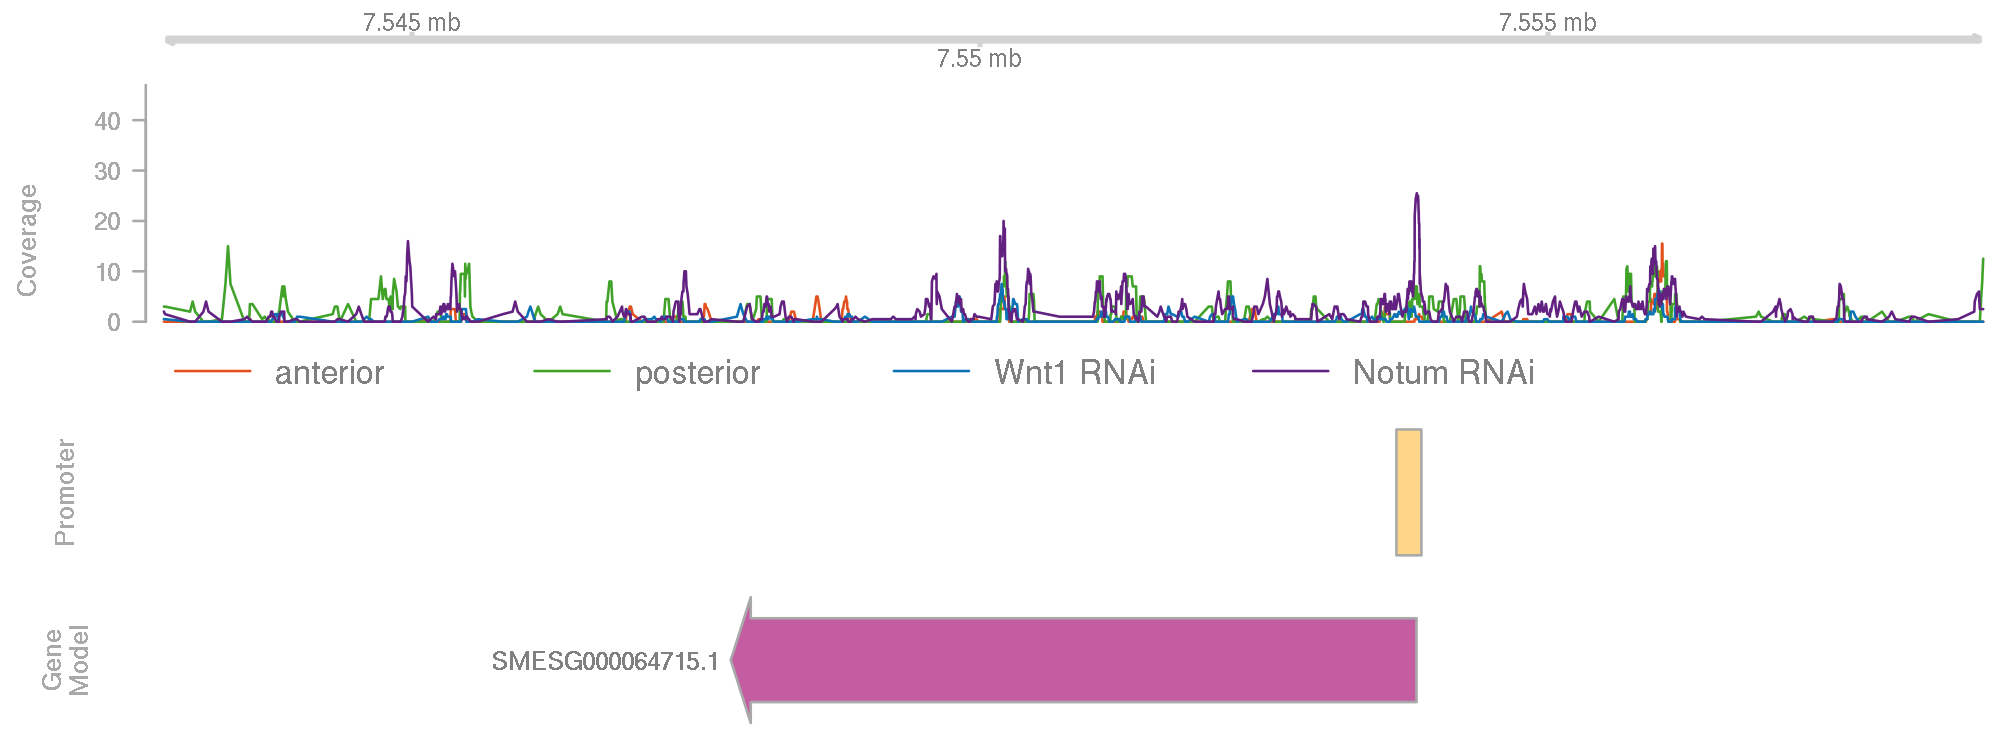 7.545 mb
7.555 mb
7.55 mb
Coverage
40
30
20
10
0
anterior
posterior
Wnt1 RNAi
Notum RNAi
Promoter
Gene
Model
SMESG000064715.1